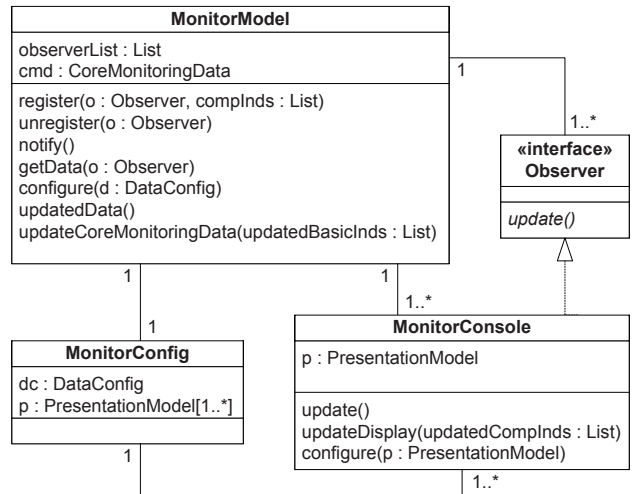 MonitorModel
observerList : List
cmd : CoreMonitoringData
register(o : Observer, compInds : List)
unregister(o : Observer)
notify()
getData(o : Observer)
configure(d : DataConfig)
updatedData()
updateCoreMonitoringData(updatedBasicInds : List)
1
1..*
«interface»
Observer
update()
1
1
1
1..*
MonitorConfig
dc : DataConfig
p : PresentationModel[1..*]
1
MonitorConsole
p : PresentationModel
update()
updateDisplay(updatedCompInds : List)
configure(p : PresentationModel)
1..*